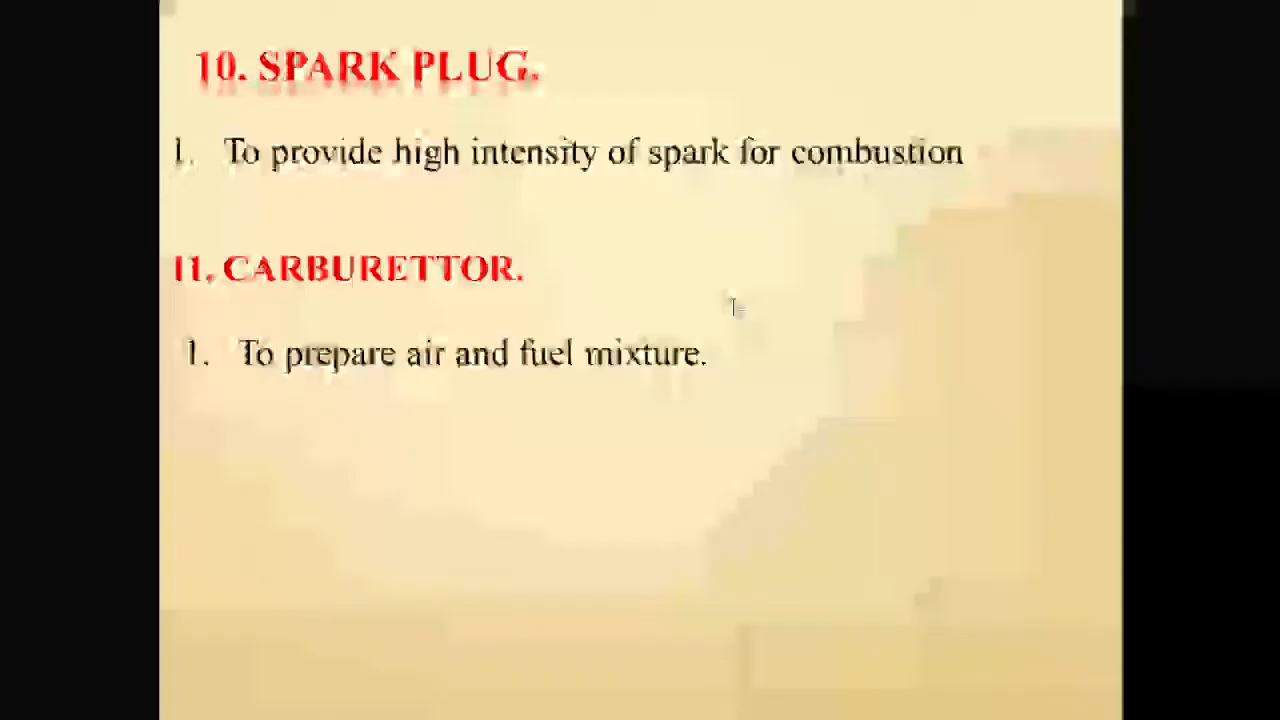 10. SPARK PLUG.
1. To provide high intensity of spark for combustion
11. CARBURETTOR.
1. To prepare air and fuel mixture.